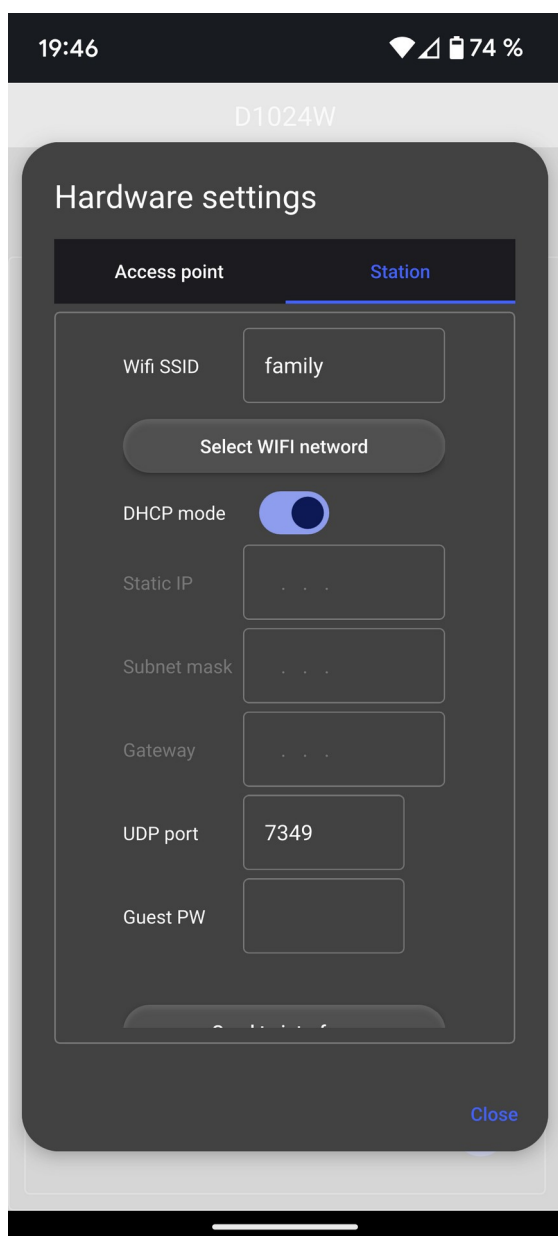 19:46
74 %
D1024W
Hardware settings
Access point
Station
Wifi SSID
family
Select WIFI netword
DHCP mode
Static IP
. . .
Subnet mask
. . .
Gateway
. . .
UDP port
7349
Guest PW
Close